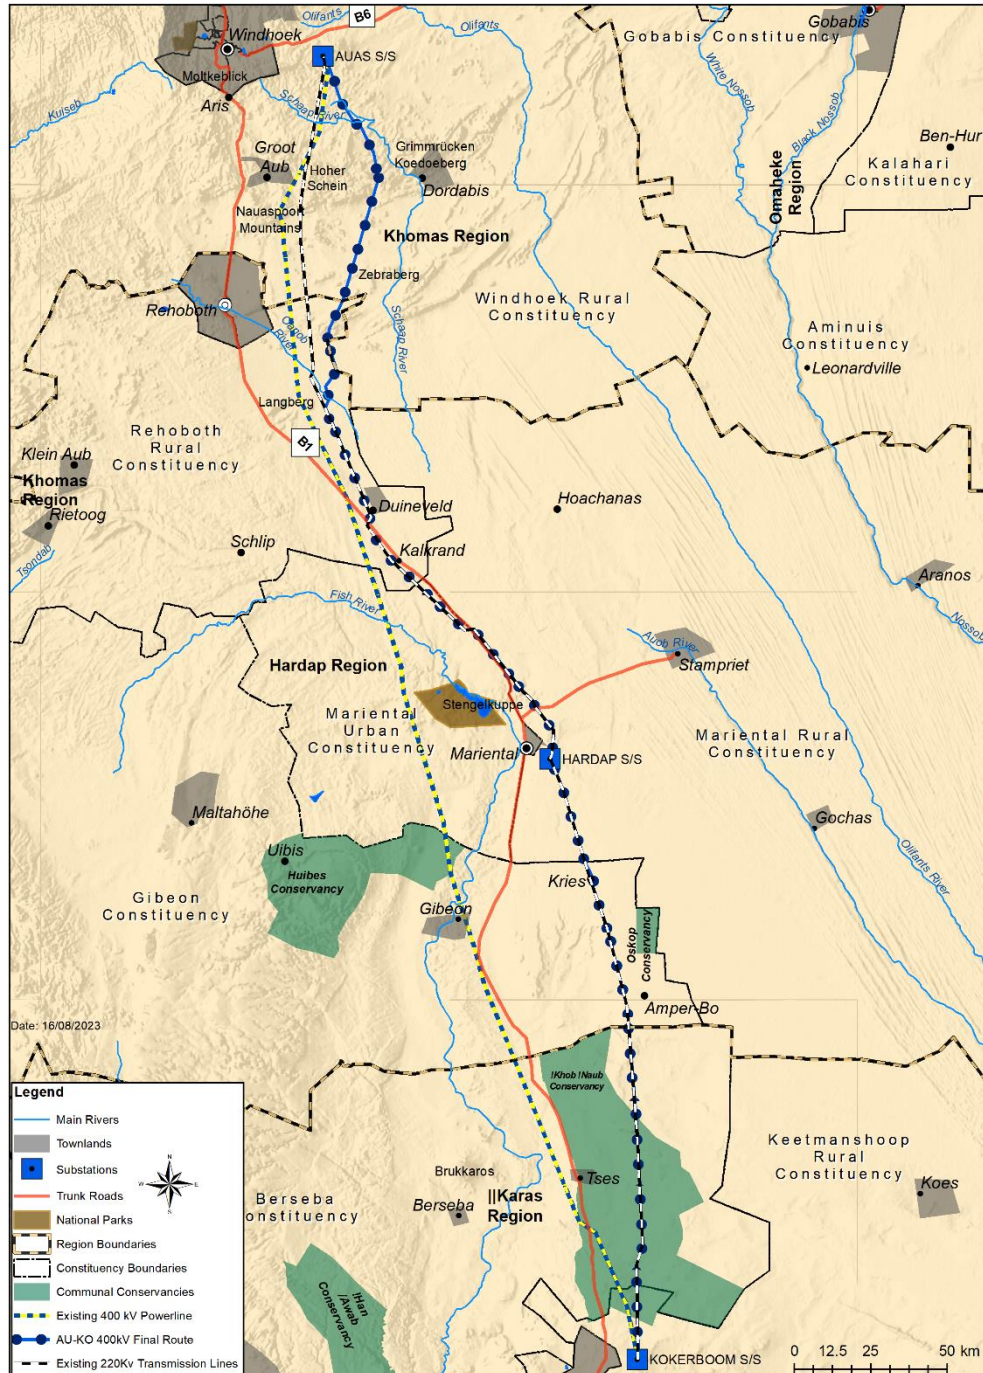 Olifants
B6
Olifants
Windhoek
Gobabis
Gobabis Constituency
AUAS S/S
Moltkeblick
Aris
Kuiseb
Schaap River
White Nossob
Black Nossob
Ben-Hur
Groot
Aub
Hoher
Schein
Grimmrücken
Koedoeberg
Dordabis
Kalahari
Constituency
Omaheke
Region
Nauaspoort
Mountains
Khomas Region
Zebraberg
Rehoboth
Oanob
River
Schaap River
Windhoek Rural
Constituency
Aminuis
Constituency
Leonardville
Langberg
Rehoboth
Rural
Constituency
B1
Klein Aub
Khomas
Region
Rietoog
Tsondab
Duineveld
Hoachanas
Schlip
Kalkrand
Aranos
Nossob
Fish River
Auob River
Stampriet
Hardap Region
Stengelkuppe
Mariental
Urban
Constituency
Mariental Rural
Constituency
Mariental
HARDAP S/S
Maltahöhe
Gochas
Olifants River
Uibis
Huibes
Conservancy
Kries
Gibeon
Constituency
Gibeon
Oskop
Conservancy
Amper-Bo
Date: 16/08/2023
!Khob !Naub
Conservancy
Keetmanshoop
Rural
Constituency
Koes
Brukkaros
Tses
Berseba
||Karas
Region
Berseba
onstituency
!Han
/Awab
Conservancy
KOKERBOOM S/S
Legend
Main Rivers
Townlands
Substations
Trunk Roads
National Parks
Region Boundaries
Constituency Boundaries
Communal Conservancies
Existing 400 kV Powerline
AU-KO 400kV Final Route
Existing 220Kv Transmission Lines
N
W
E
S
0 12.5 25 50 km